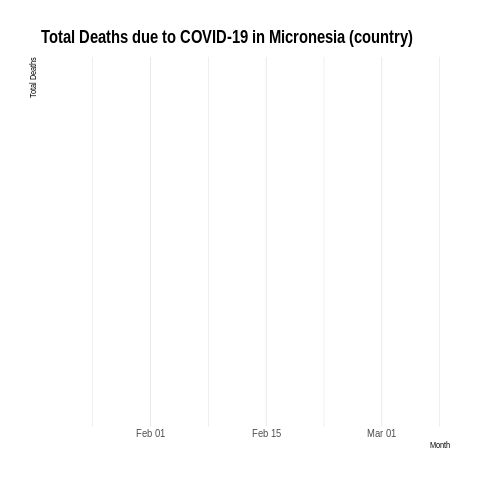 Total Deaths due to COVID-19 in Micronesia (country)
Total Deaths
Feb 01
Feb 15
Mar 01
Month